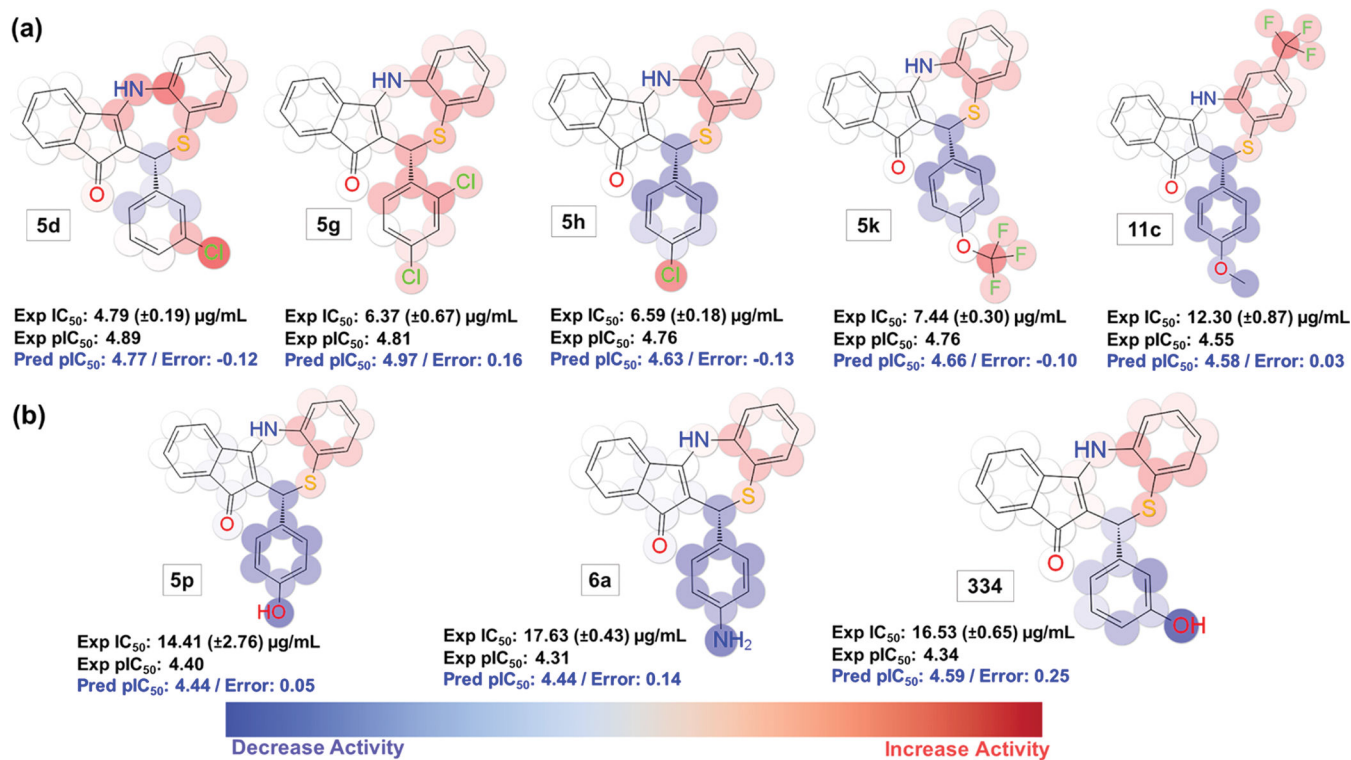 (a)
HN
S
O
Cl
5d
Exp IC50: 4.79 (±0.19) µg/mL
Exp pIC50: 4.89
Pred pIC50: 4.77 / Error: -0.12
HN
S
O
Cl
Cl
5g
Exp IC50: 6.37 (±0.67) µg/mL
Exp pIC50: 4.81
Pred pIC50: 4.97 / Error: 0.16
HN
S
O
Cl
5h
Exp IC50: 6.59 (±0.18) µg/mL
Exp pIC50: 4.76
Pred pIC50: 4.63 / Error: -0.13
HN
S
O
O
F
F
F
5k
Exp IC50: 7.44 (±0.30) µg/mL
Exp pIC50: 4.76
Pred pIC50: 4.66 / Error: -0.10
F
F
F
HN
S
O
O
11c
Exp IC50: 12.30 (±0.87) µg/mL
Exp pIC50: 4.55
Pred pIC50: 4.58 / Error: 0.03
(b)
HN
S
O
HO
5p
Exp IC50: 14.41 (±2.76) µg/mL
Exp pIC50: 4.40
Pred pIC50: 4.44 / Error: 0.05
HN
S
O
NH2
6a
Exp IC50: 17.63 (±0.43) µg/mL
Exp pIC50: 4.31
Pred pIC50: 4.44 / Error: 0.14
HN
S
O
OH
334
Exp IC50: 16.53 (±0.65) µg/mL
Exp pIC50: 4.34
Pred pIC50: 4.59 / Error: 0.25
Decrease Activity
Increase Activity